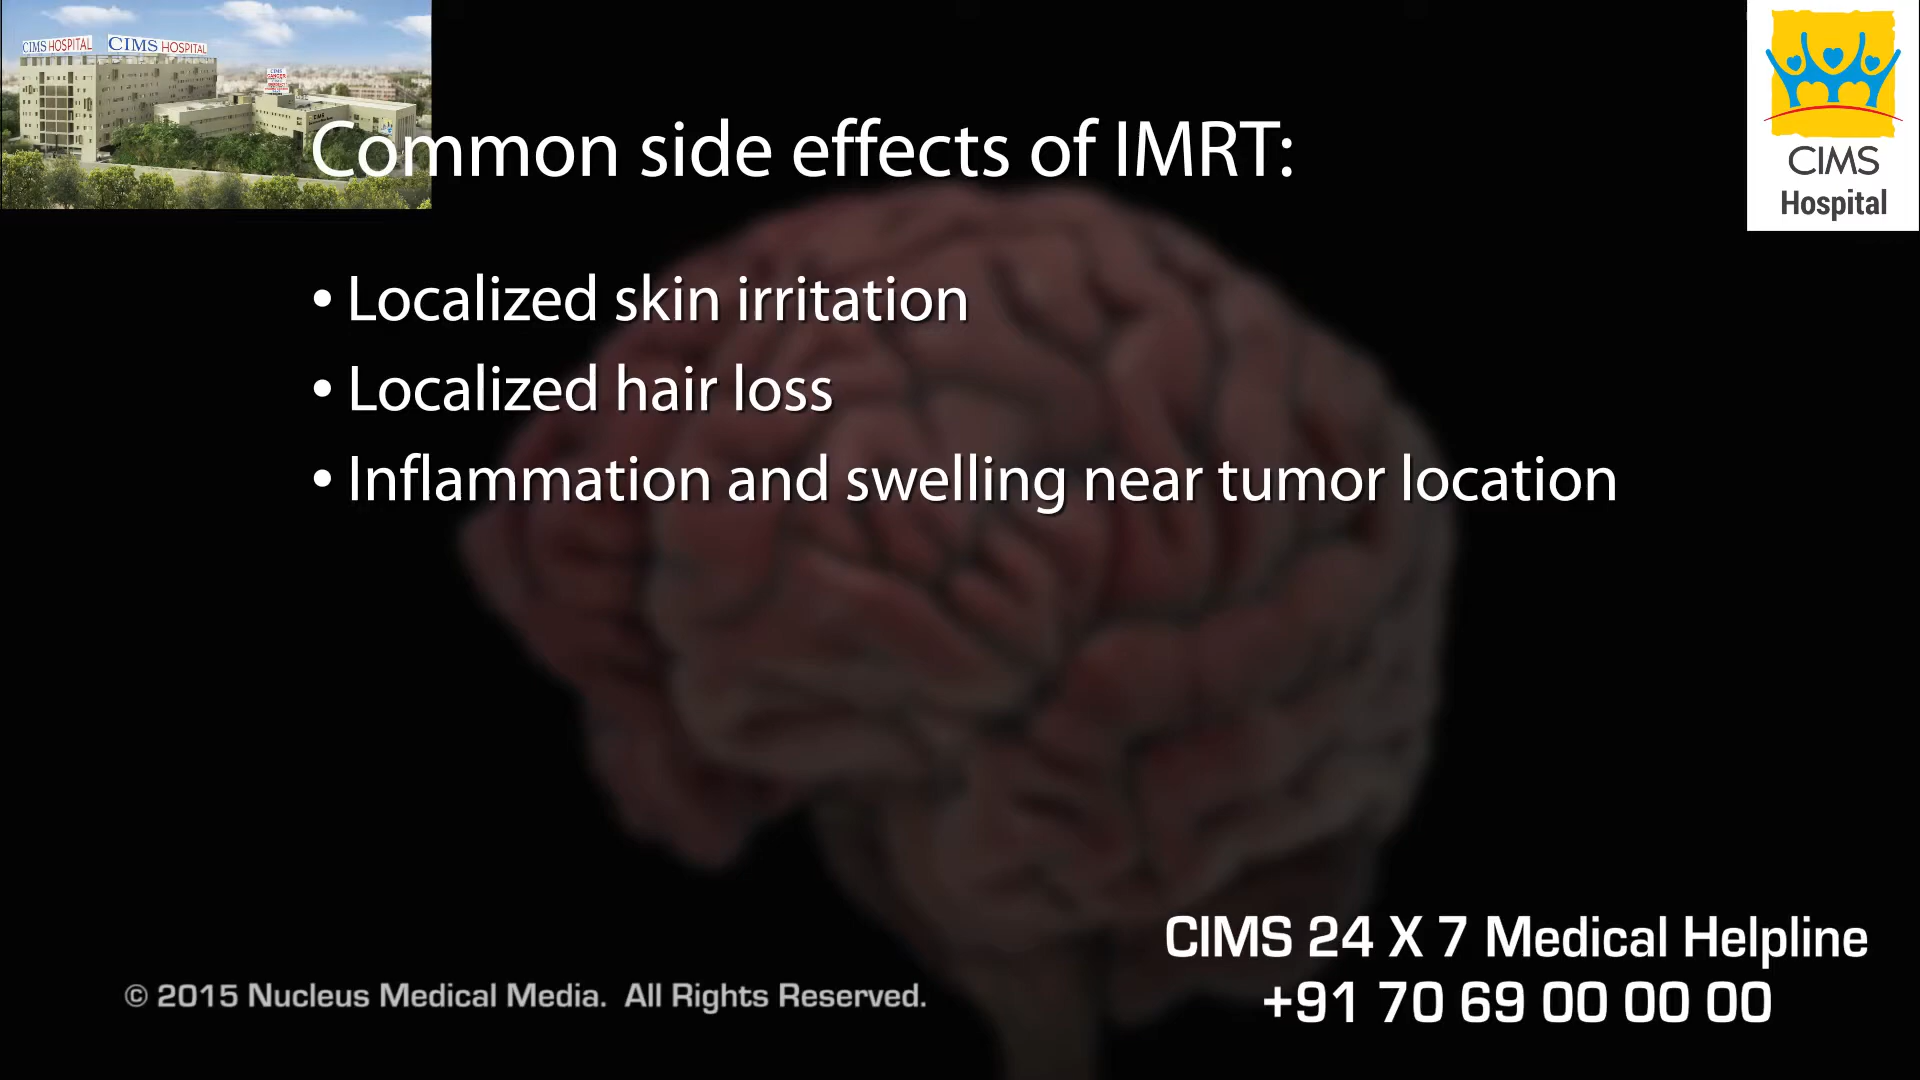 CIMS HOSPITAL CIMS HOSPITAL
CIMS
Hospital
Common side effects of IMRT:
• Localized skin irritation
• Localized hair loss
• Inflammation and swelling near tumor location
CIMS 24 X 7 Medical Helpline
+91 70 69 00 00 00
© 2015 Nucleus Medical Media.  All Rights Reserved.